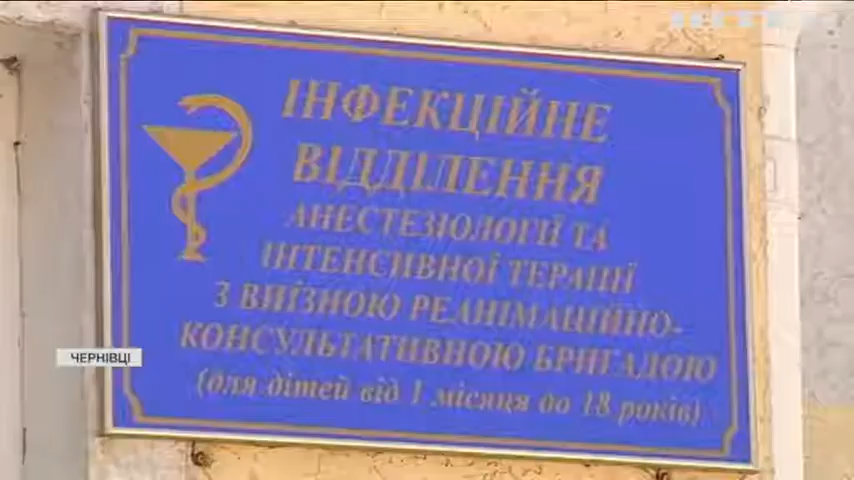 ІНФЕКЦІЙНЕ
ВІДДІЛЕННЯ
АНЕСТЕЗІОЛОГІЇ ТА
ІНТЕНСИВНОЇ ТЕРАПІЇ
З ВИЇЗНОЮ РЕАНІМАЦІЙНО-
КОНСУЛЬТАТИВНОЮ БРИГАДОЮ
(для дітей від 1 місяця до 18 років)
ЧЕРНІВЦІ